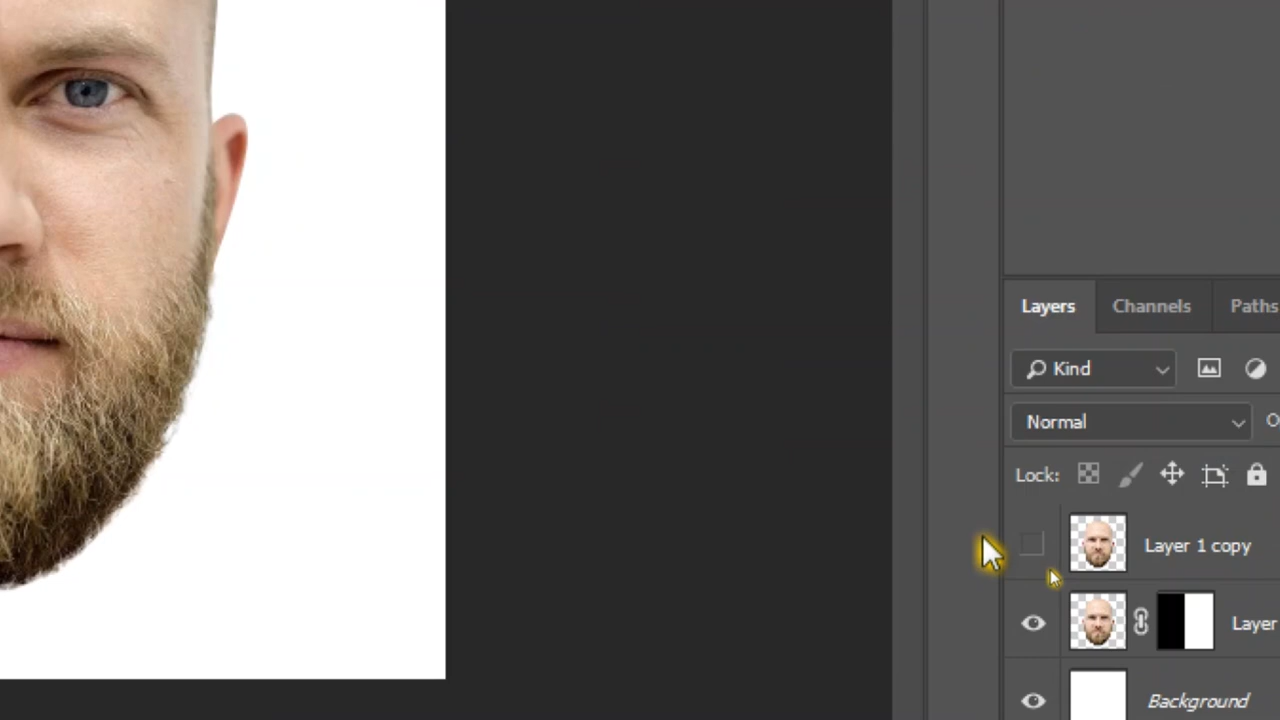 Layers Channels Paths
Kind
Normal
Lock:
Layer 1 copy
Layer
Background